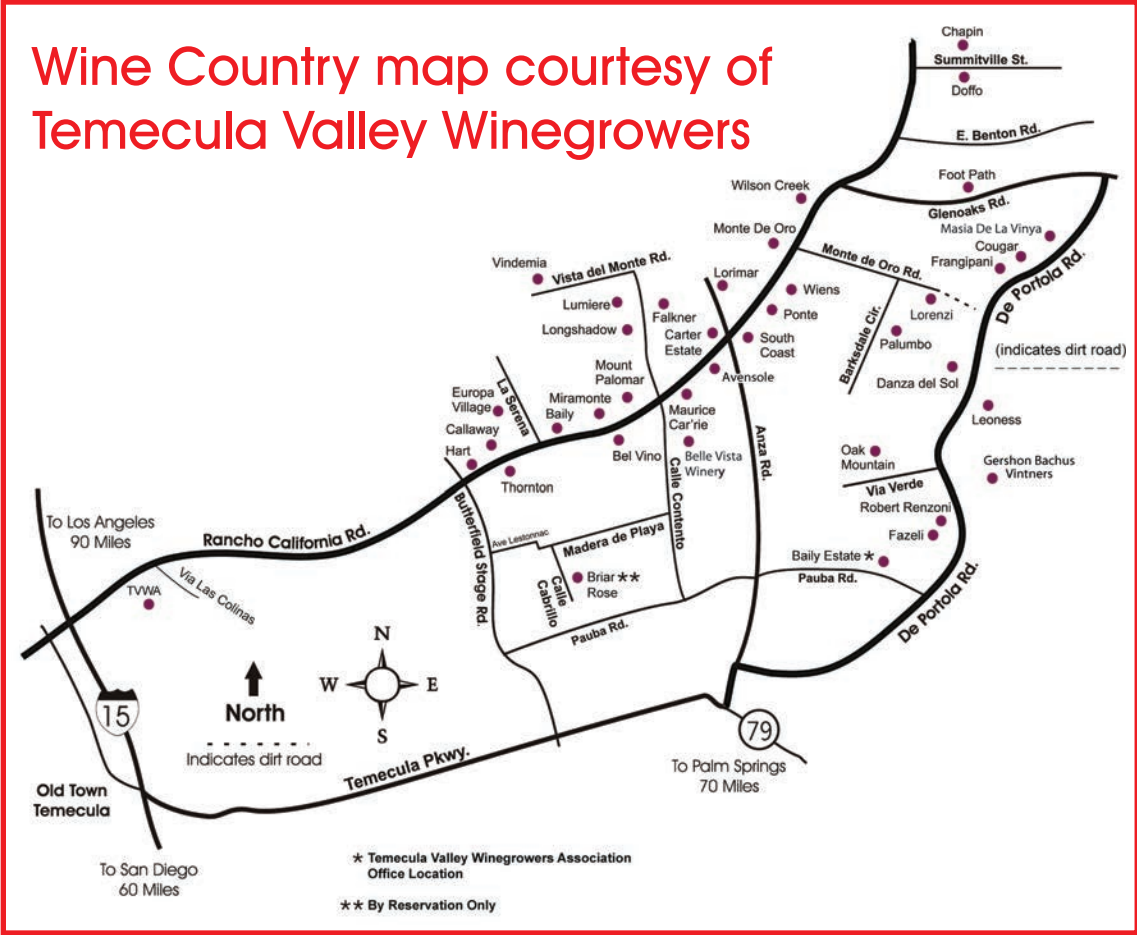 Wine Country map courtesy of
Temecula Valley Winegrowers
Chapin
Summitville St.
Doffo
E. Benton Rd.
Foot Path
Glenoaks Rd.
Wilson Creek
Masia De La Vinya
Monte De Oro
Cougar
Frangipani
Monte de Oro Rd.
De Portola Rd.
Vindemia
Vista del Monte Rd.
Lorimar
Wiens
Lumiere
Falkner
Ponte
Lorenzi
Longshadow
Carter
Estate
South
Coast
Barksdale Cir.
Palumbo
(indicates dirt road)
Mount
Palomar
Avensole
Danza del Sol
La Serena
Europa
Village
Miramonte
Baily
Maurice
Car'rie
Leoness
Callaway
Anza Rd.
Hart
Bel Vino
Belle Vista
Winery
Oak
Mountain
Gershon Bachus
Vintners
Thornton
Calle Contento
Via Verde
Butterfield Stage Rd.
Robert Renzoni
To Los Angeles
90 Miles
Rancho California Rd.
Ave Lestonnac
Madera de Playa
Fazeli
Baily Estate *
Pauba Rd.
TVWA
Via Las Colinas
Calle
Cabrillo
Briar **
Rose
Pauba Rd.
De Portola Rd.
N
W
E
S
15
North
Indicates dirt road
79
Temecula Pkwy.
To Palm Springs
70 Miles
Old Town
Temecula
To San Diego
60 Miles
* Temecula Valley Winegrowers Association
Office Location
** By Reservation Only